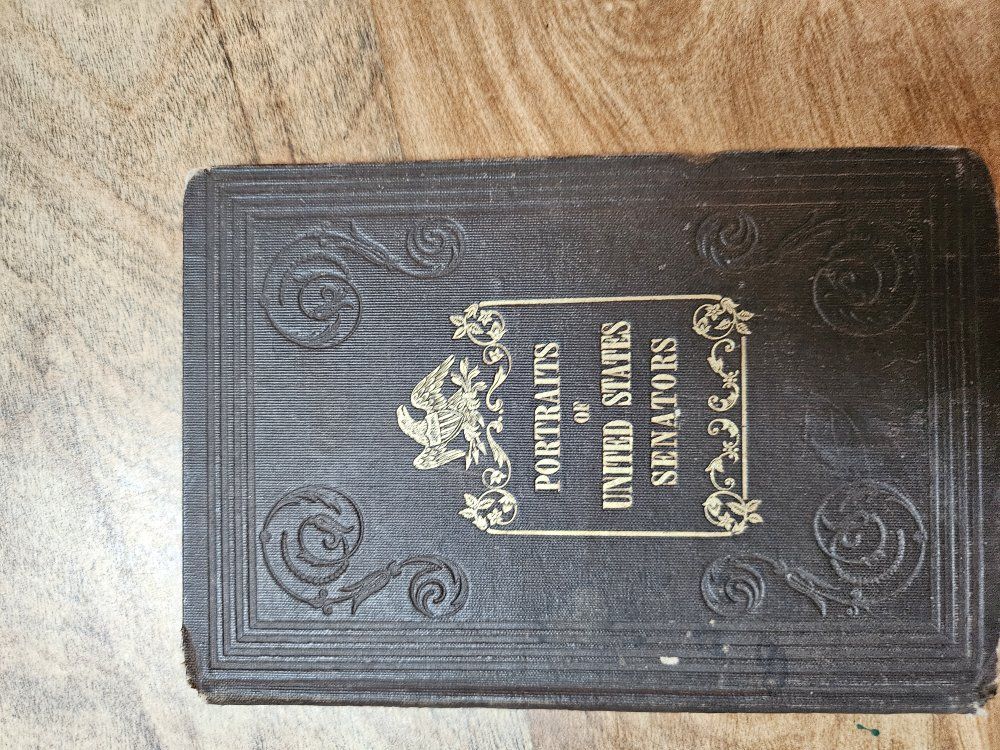 PORTRAITS
OF
UNITED STATES
SENATORS